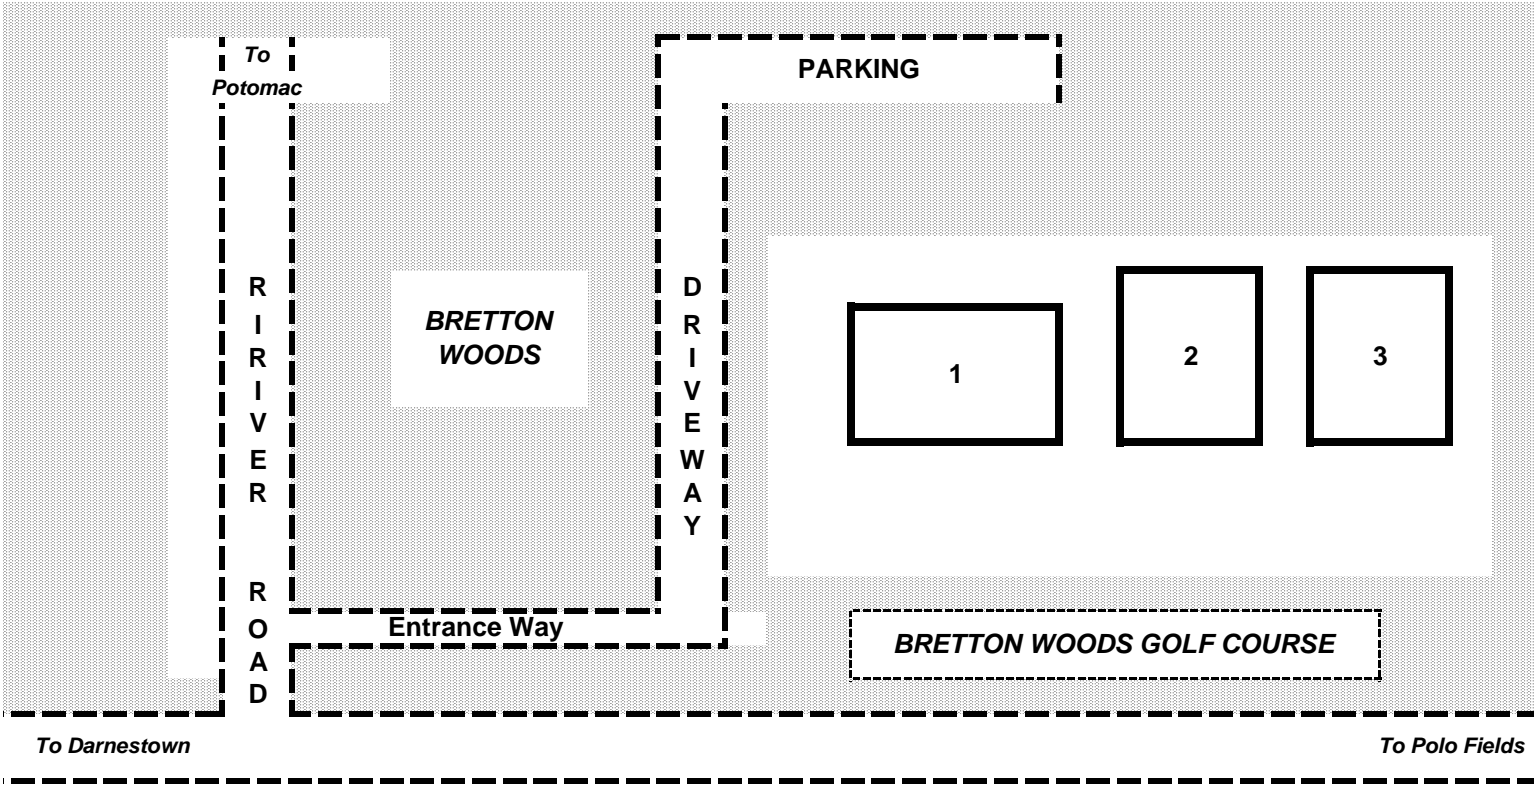 To
Potomac
PARKING
R
I
R
I
V
E
R
R
O
A
D
BRETTON
WOODS
D
R
I
V
E
W
A
Y
1
2
3
Entrance Way
BRETTON WOODS GOLF COURSE
To Darnestown
To Polo Fields